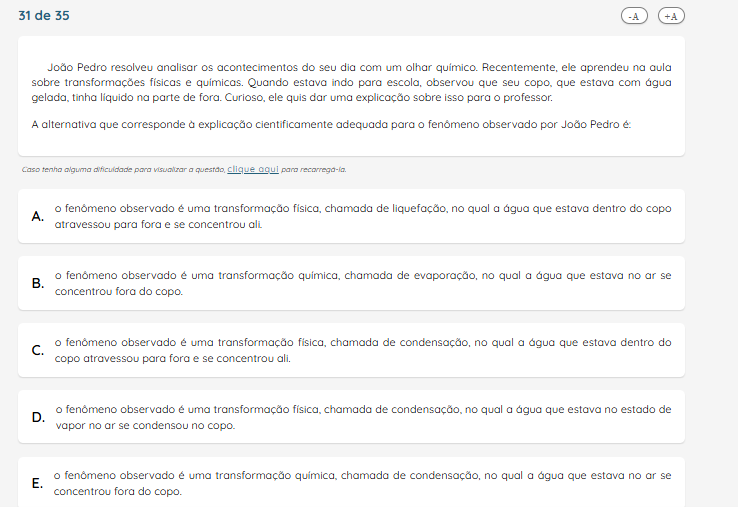 31 de 35
-A
+A
João Pedro resolveu analisar os acontecimentos do seu dia com um olhar químico. Recentemente, ele aprendeu na aula
sobre transformações físicas e químicas. Quando estava indo para escola, observou que seu copo, que estava com água
gelada, tinha líquido na parte de fora. Curioso, ele quis dar uma explicação sobre isso para o professor.
A alternativa que corresponde à explicação cientificamente adequada para o fenômeno observado por João Pedro é:
Caso tenha alguma dificuldade para visualizar a questão, clique aqui para recarregá-la.
A. o fenômeno observado é uma transformação física, chamada de liquefação, no qual a água que estava dentro do copo
atravessou para fora e se concentrou ali.
B. o fenômeno observado é uma transformação química, chamada de evaporação, no qual a água que estava no ar se
concentrou fora do copo.
C. o fenômeno observado é uma transformação física, chamada de condensação, no qual a água que estava dentro do
copo atravessou para fora e se concentrou ali.
D. o fenômeno observado é uma transformação física, chamada de condensação, no qual a água que estava no estado de
vapor no ar se condensou no copo.
E. o fenômeno observado é uma transformação química, chamada de condensação, no qual a água que estava no ar se
concentrou fora do copo.